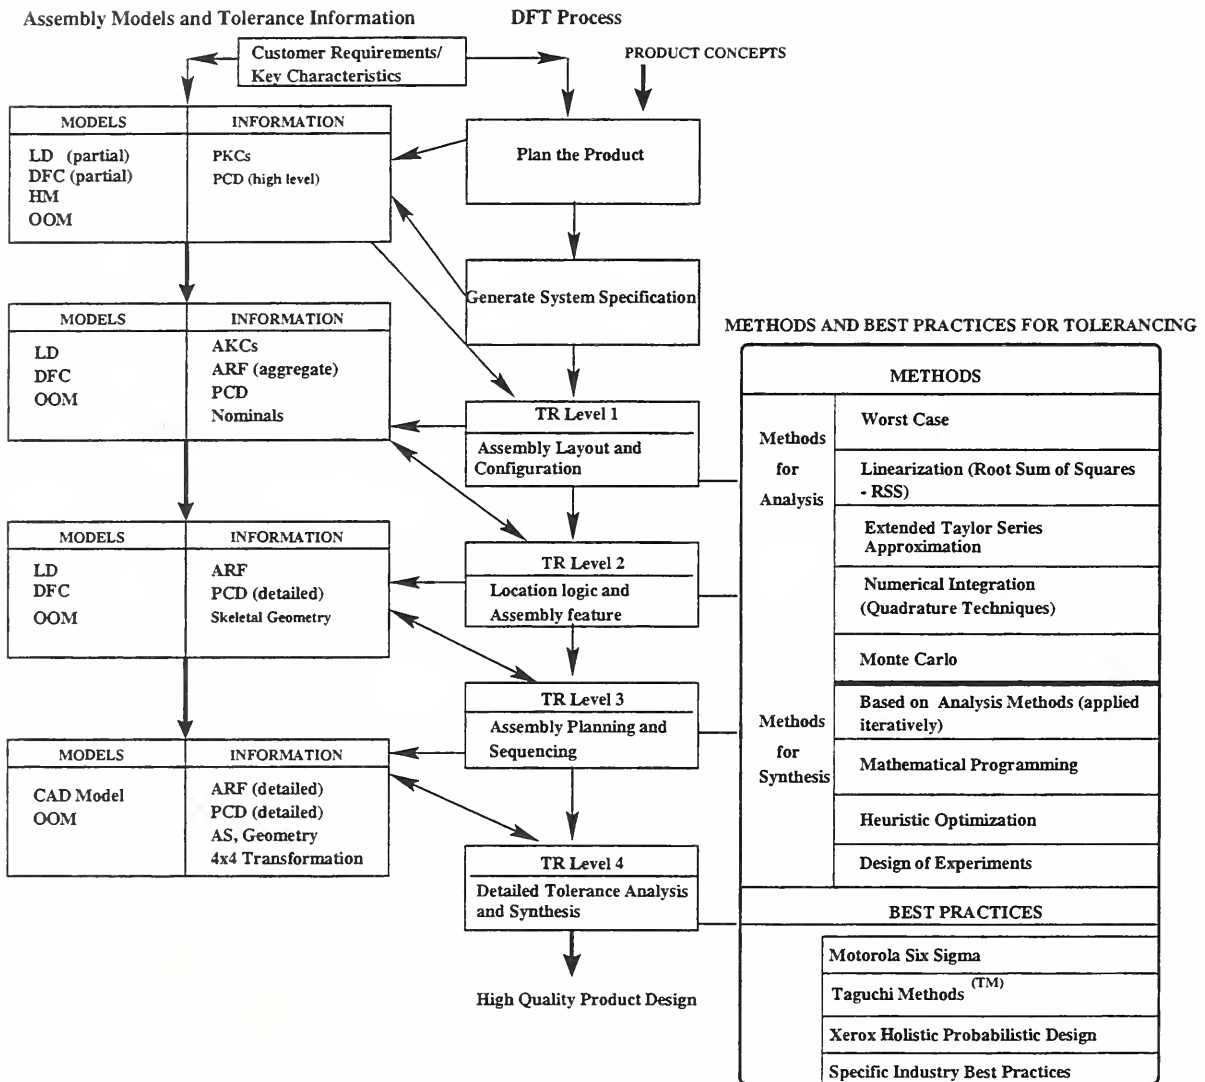 Assembly Models and Tolerance Information
DFT Process
Customer Requirements/
Key Characteristics
PRODUCT CONCEPTS
MODELS
INFORMATION
LD (partial)
DFC (partial)
HM
OOM
PKCs
PCD (high level)
Plan the Product
Generate System Specification
MODELS
INFORMATION
LD
DFC
OOM
AKCs
ARF (aggregate)
PCD
Nominals
TR Level 1
Assembly Layout and
Configuration
MODELS
INFORMATION
LD
DFC
OOM
ARF
PCD (detailed)
Skeletal Geometry
TR Level 2
Location logic and
Assembly feature
TR Level 3
Assembly Planning and
Sequencing
MODELS
INFORMATION
CAD Model
OOM
ARF (detailed)
PCD (detailed)
AS, Geometry
4x4 Transformation
TR Level 4
Detailed Tolerance Analysis
and Synthesis
High Quality Product Design
METHODS AND BEST PRACTICES FOR TOLERANCING
METHODS
Methods
for
Analysis
Worst Case
Linearization (Root Sum of Squares
- RSS)
Extended Taylor Series
Approximation
Numerical Integration
(Quadrature Techniques)
Monte Carlo
Methods
for
Synthesis
Based on Analysis Methods (applied
iteratively)
Mathematical Programming
Heuristic Optimization
Design of Experiments
BEST PRACTICES
Motorola Six Sigma
Taguchi Methods (TM)
Xerox Holistic Probabilistic Design
Specific Industry Best Practices